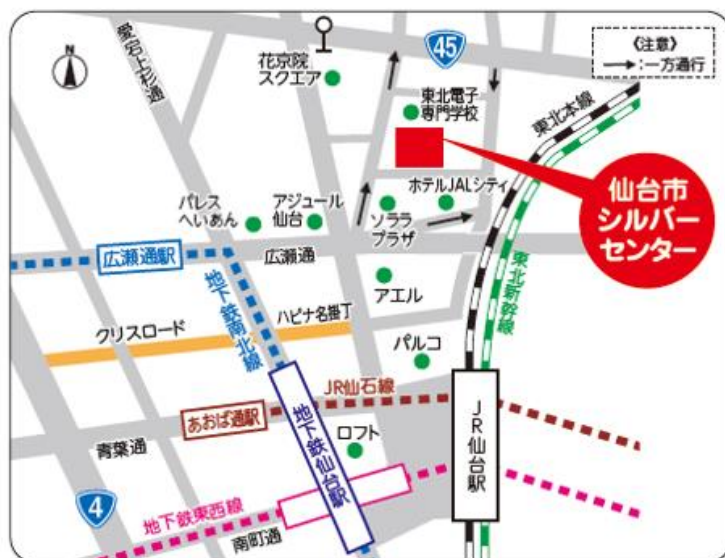 N
愛宮上杉通
花京院
スクエア
45
《注意》
→:一方通行
東北電子
専門学校
東北本線
仙台市
シルバー
センター
ホテルJALシティ
パレス
へいあん
アジュール
仙台
ソララ
プラザ
広瀬通駅
広瀬通
東北新幹線
地下鉄南北線
アエル
クリスロード
ハピナ名掛丁
パルコ
JR仙石線
あおば通駅
青葉通
地下鉄仙台駅
ロフト
JR仙台駅
4
地下鉄東西線
南町通